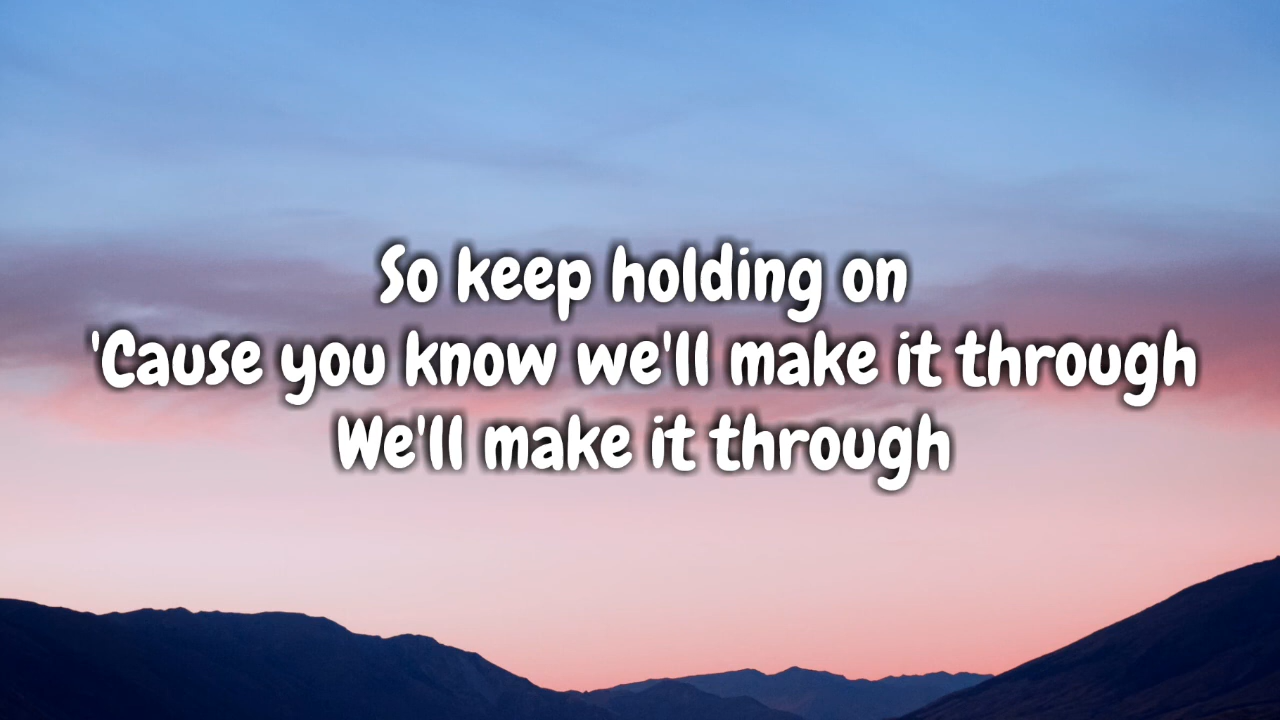 So keep holding on
'Cause you know we'll make it through
We'll make it through